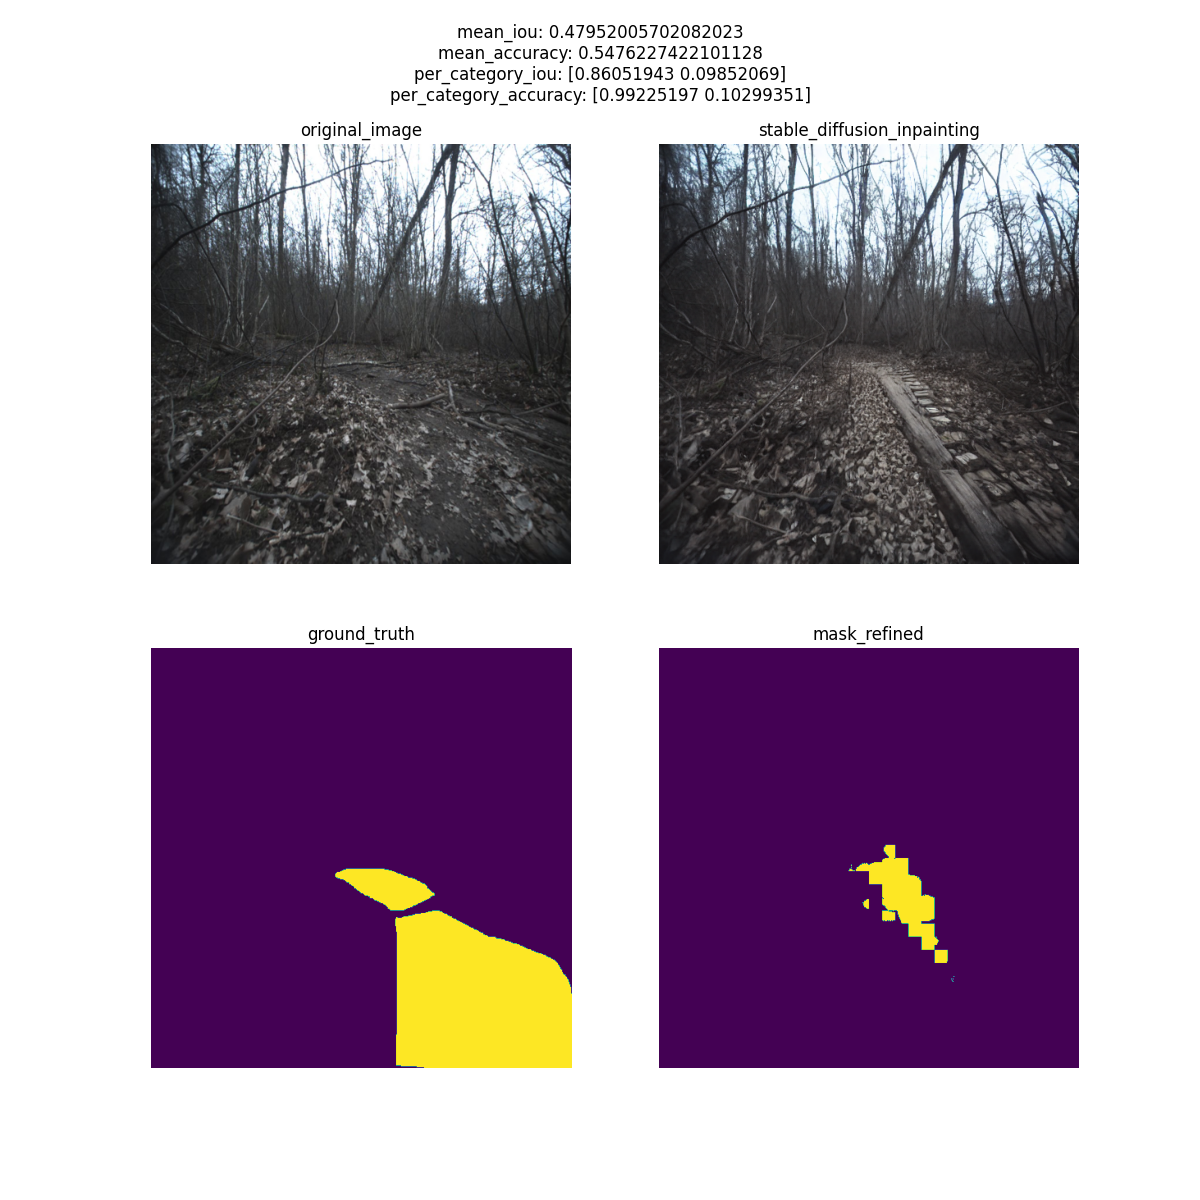 mean_iou: 0.47952005702082023
mean_accuracy: 0.5476227422101128
per_category_iou: [0.86051943 0.09852069]
per_category_accuracy: [0.99225197 0.10299351]
original_image
stable_diffusion_inpainting
ground_truth
mask_refined